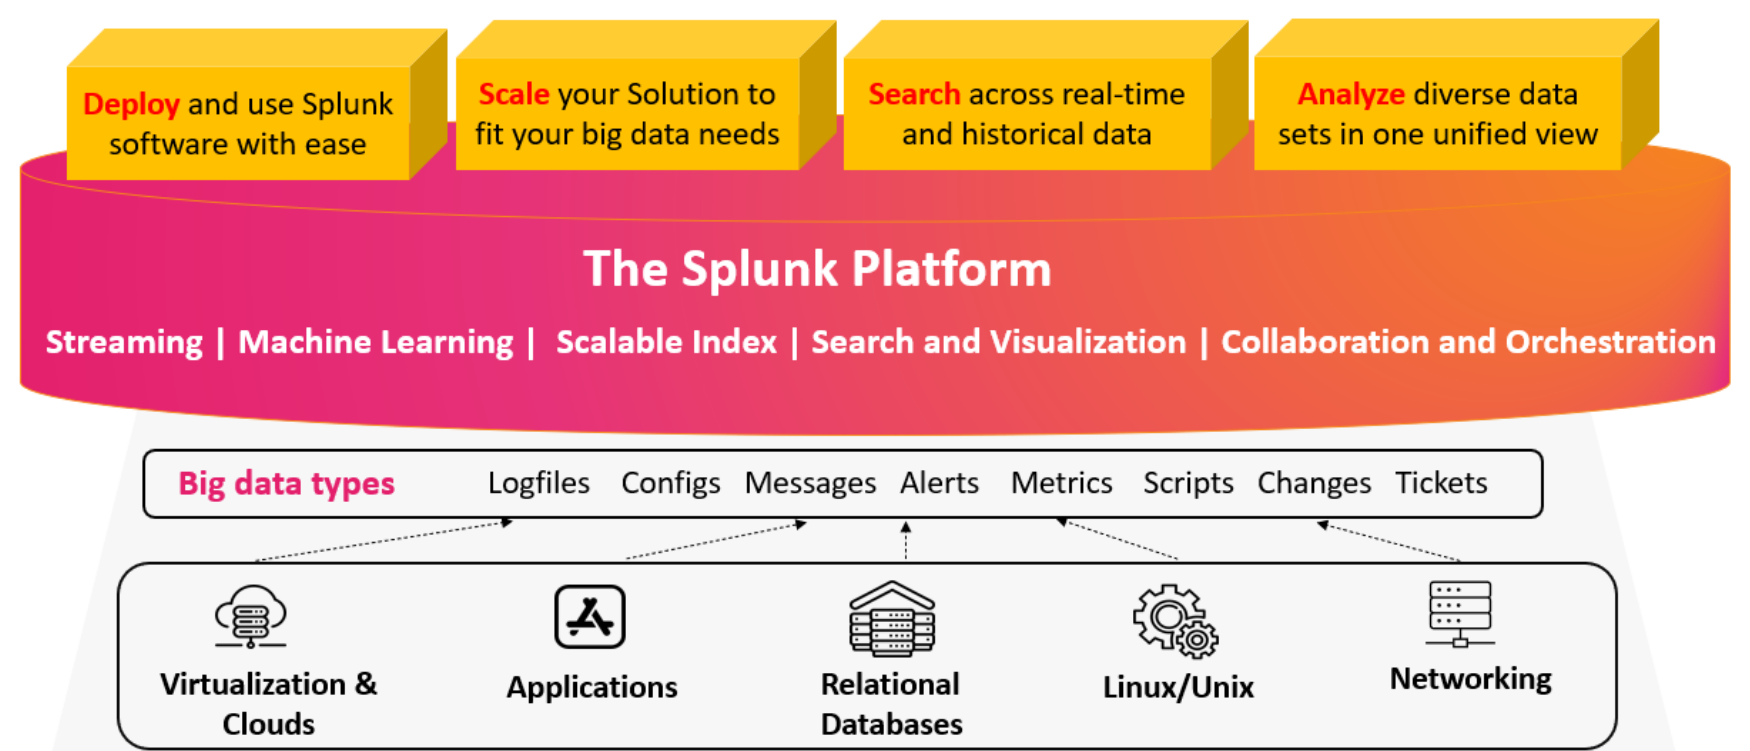 Deploy and use Splunk
software with ease
Scale your Solution to
fit your big data needs
Search across real-time
and historical data
Analyze diverse data
sets in one unified view
The Splunk Platform
Streaming | Machine Learning | Scalable Index | Search and Visualization | Collaboration and Orchestration
Big data types Logfiles Configs Messages Alerts Metrics Scripts Changes Tickets
Virtualization &
Clouds
Applications
Relational
Databases
Linux/Unix
Networking